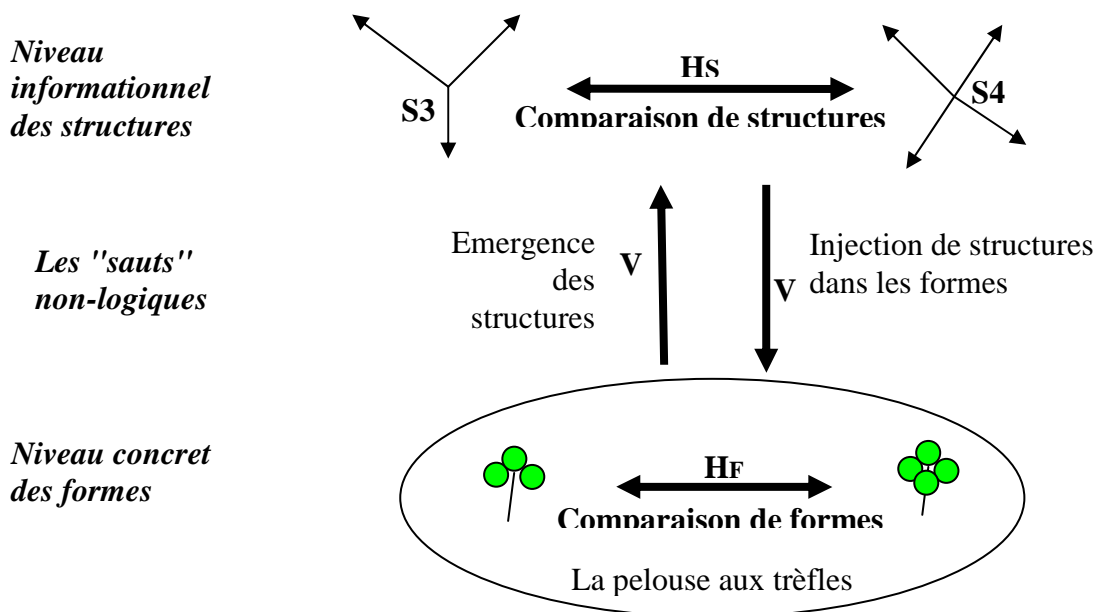 Niveau
informationnel
des structures
S3
HS
Comparaison de structures
S4
Les "sauts"
non-logiques
Emergence
des
structures
V
V
Injection de structures
dans les formes
Niveau concret
des formes
HF
Comparaison de formes
La pelouse aux trèfles